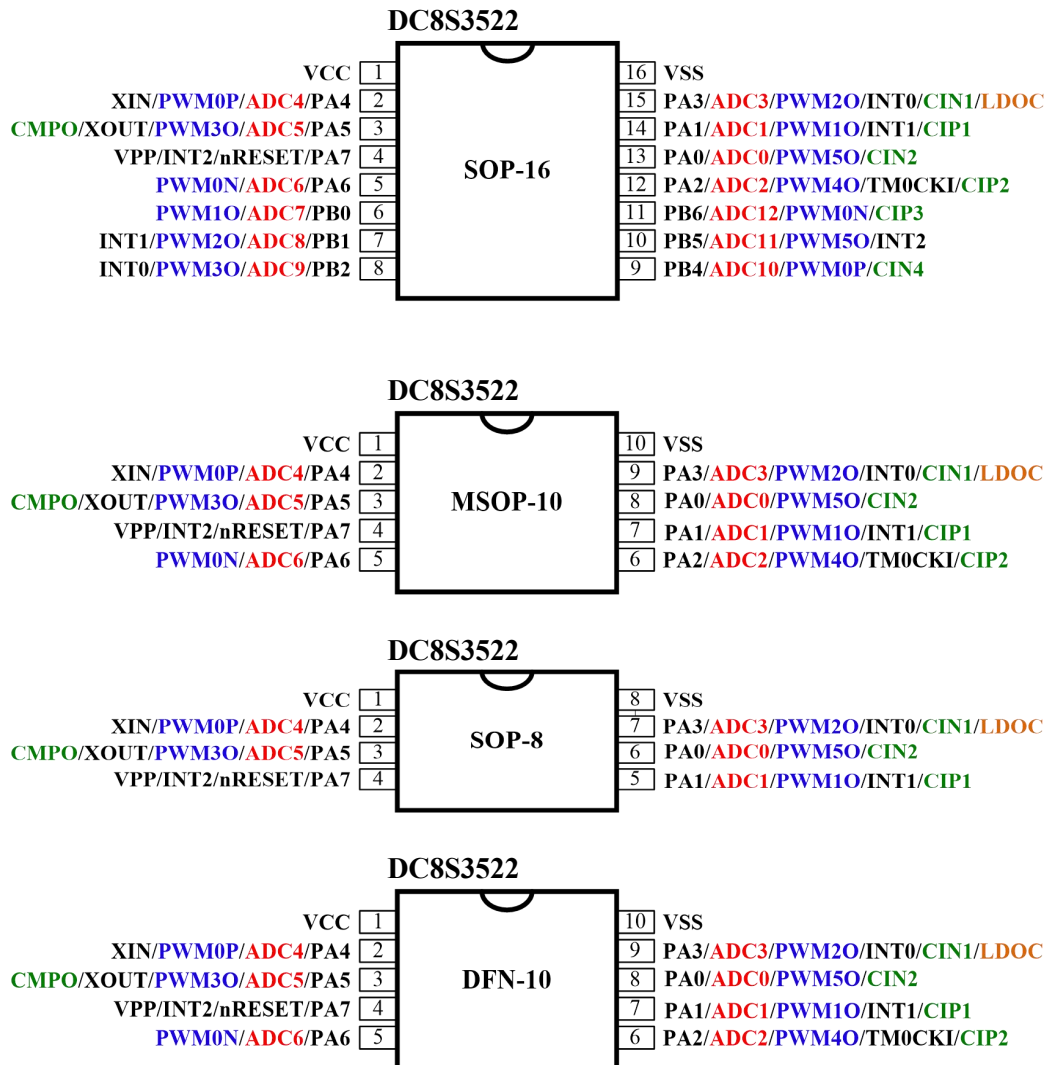 DC8S3522
VCC 1 16 VSS
XIN/PWM0P/ADC4/PA4 2 15 PA3/ADC3/PWM2O/INT0/CIN1/LDOC
CMPO/XOUT/PWM3O/ADC5/PA5 3 14 PA1/ADC1/PWM1O/INT1/CIP1
VPP/INT2/nRESET/PA7 4 SOP-16 13 PA0/ADC0/PWM5O/CIN2
PWM0N/ADC6/PA6 5 12 PA2/ADC2/PWM4O/TM0CKI/CIP2
PWM1O/ADC7/PB0 6 11 PB6/ADC12/PWM0N/CIP3
INT1/PWM2O/ADC8/PB1 7 10 PB5/ADC11/PWM5O/INT2
INT0/PWM3O/ADC9/PB2 8 9 PB4/ADC10/PWM0P/CIN4
DC8S3522
VCC 1 10 VSS
XIN/PWM0P/ADC4/PA4 2 9 PA3/ADC3/PWM2O/INT0/CIN1/LDOC
CMPO/XOUT/PWM3O/ADC5/PA5 3 MSOP-10 8 PA0/ADC0/PWM5O/CIN2
VPP/INT2/nRESET/PA7 4 7 PA1/ADC1/PWM1O/INT1/CIP1
PWM0N/ADC6/PA6 5 6 PA2/ADC2/PWM4O/TM0CKI/CIP2
DC8S3522
VCC 1 8 VSS
XIN/PWM0P/ADC4/PA4 2 7 PA3/ADC3/PWM2O/INT0/CIN1/LDOC
CMPO/XOUT/PWM3O/ADC5/PA5 3 SOP-8 6 PA0/ADC0/PWM5O/CIN2
VPP/INT2/nRESET/PA7 4 5 PA1/ADC1/PWM1O/INT1/CIP1
DC8S3522
VCC 1 10 VSS
XIN/PWM0P/ADC4/PA4 2 9 PA3/ADC3/PWM2O/INT0/CIN1/LDOC
CMPO/XOUT/PWM3O/ADC5/PA5 3 DFN-10 8 PA0/ADC0/PWM5O/CIN2
VPP/INT2/nRESET/PA7 4 7 PA1/ADC1/PWM1O/INT1/CIP1
PWM0N/ADC6/PA6 5 6 PA2/ADC2/PWM4O/TM0CKI/CIP2